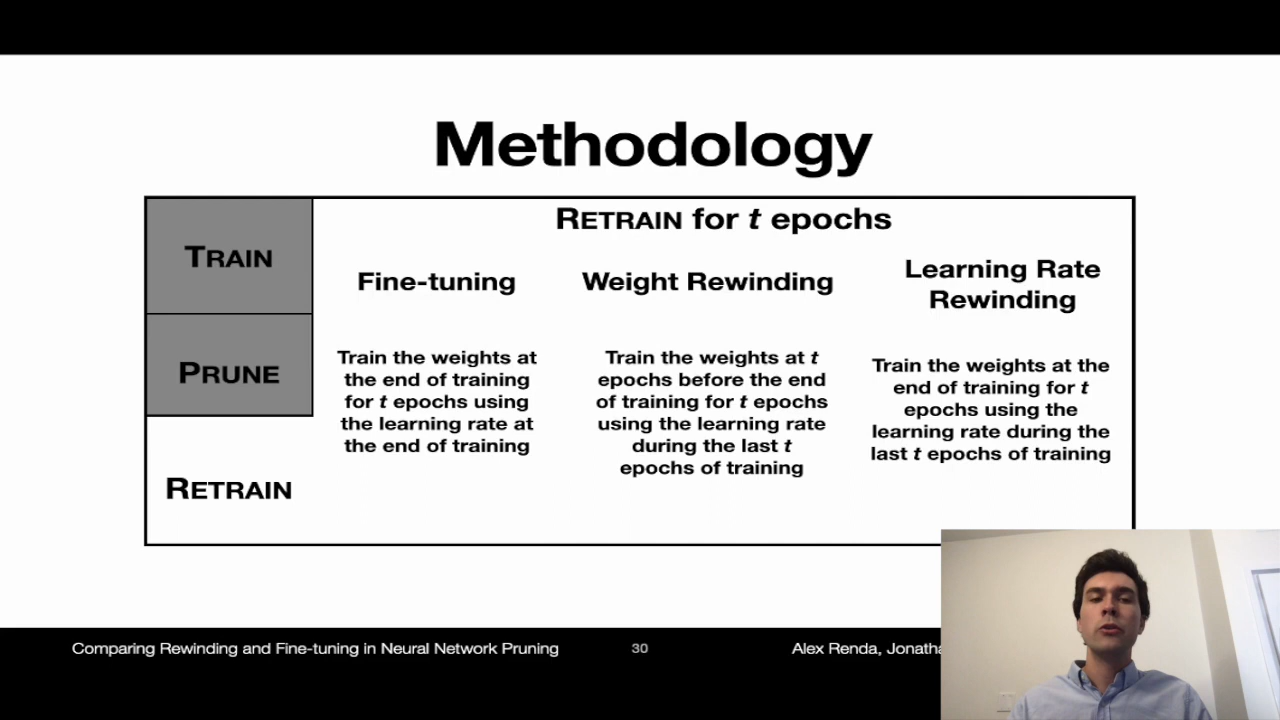 Methodology
TRAIN
PRUNE
RETRAIN
RETRAIN for t epochs
Fine-tuning
Train the weights at
the end of training
for t epochs using
the learning rate at
the end of training
Weight Rewinding
Train the weights at t
epochs before the end
of training for t epochs
using the learning rate
during the last t
epochs of training
Learning Rate
Rewinding
Train the weights at the
end of training for t
epochs using the
learning rate during the
last t epochs of training
Comparing Rewinding and Fine-tuning in Neural Network Pruning
30
Alex Renda,